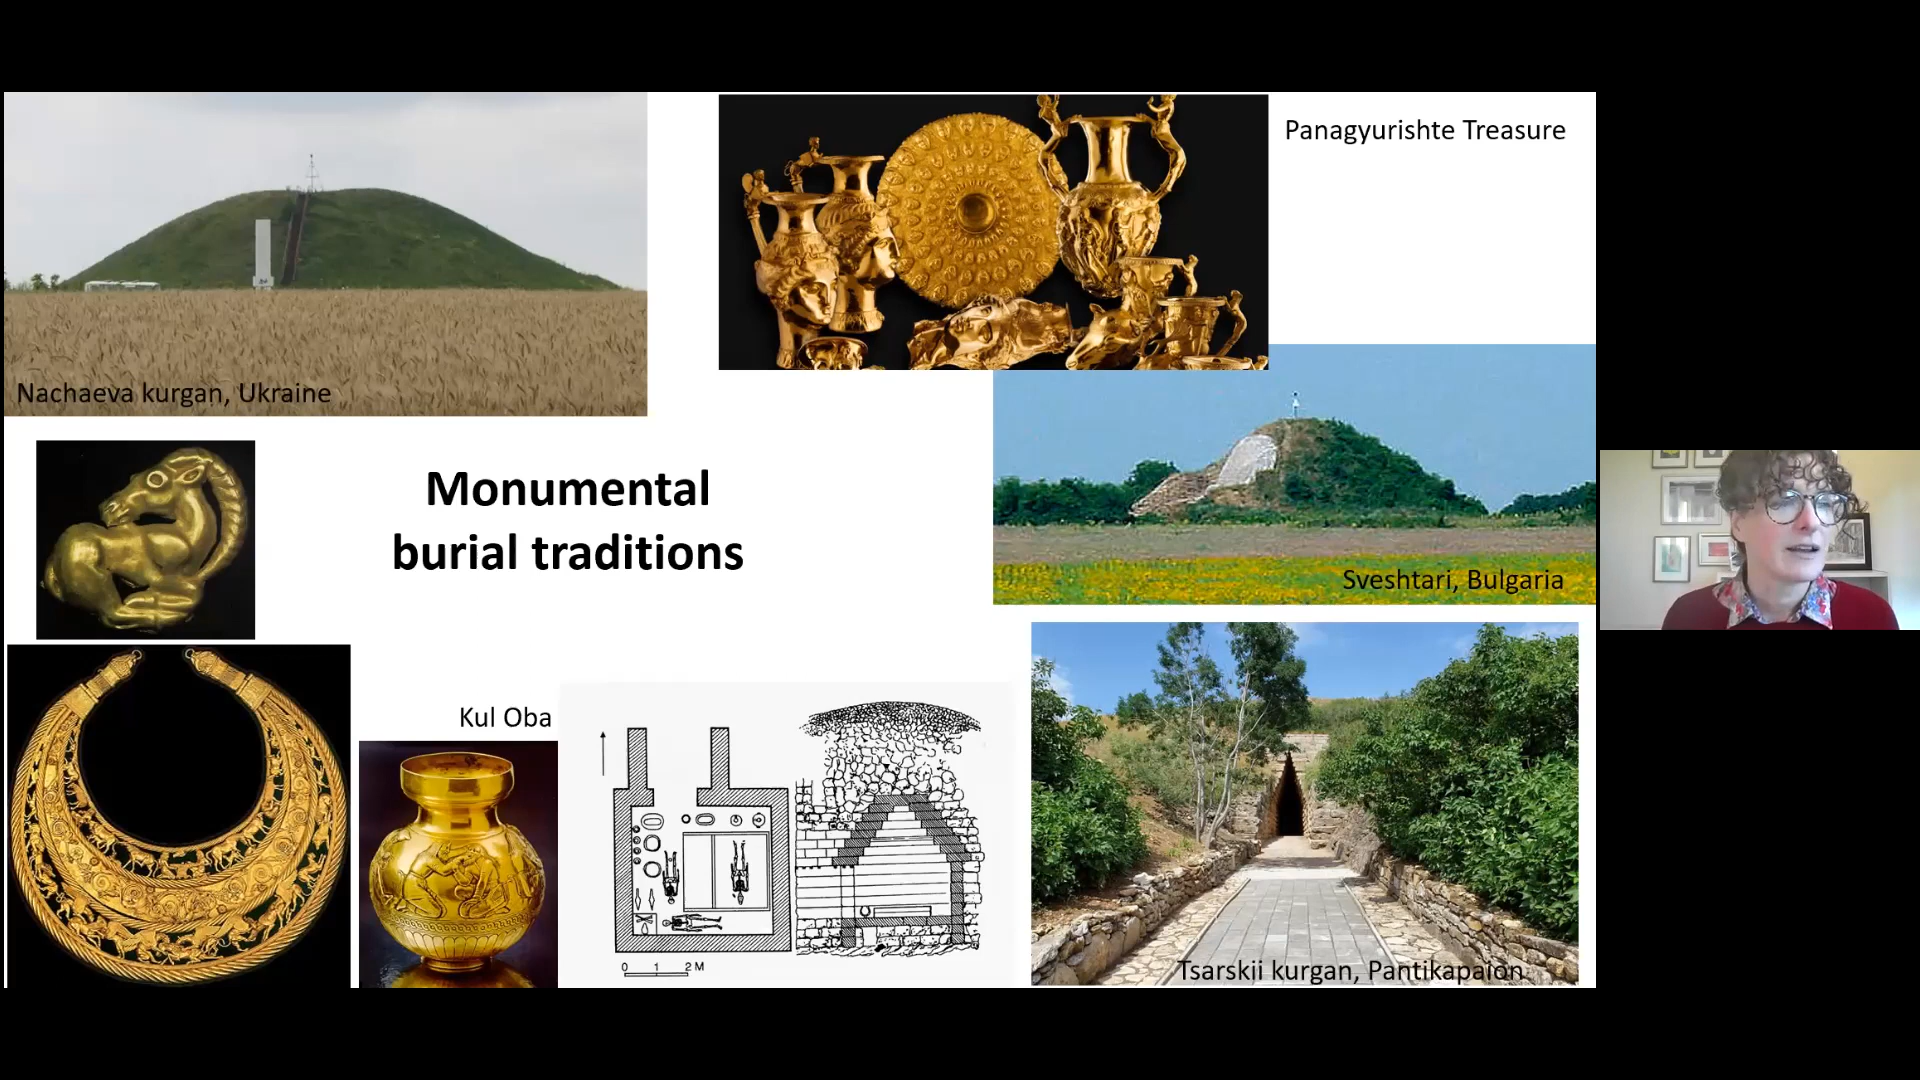 Panagyurishte Treasure
Nachaeva kurgan, Ukraine
Monumental
burial traditions
Sveshtari, Bulgaria
Kul Oba
0 1 2 M
Tsarskii kurgan, Pantikapaion